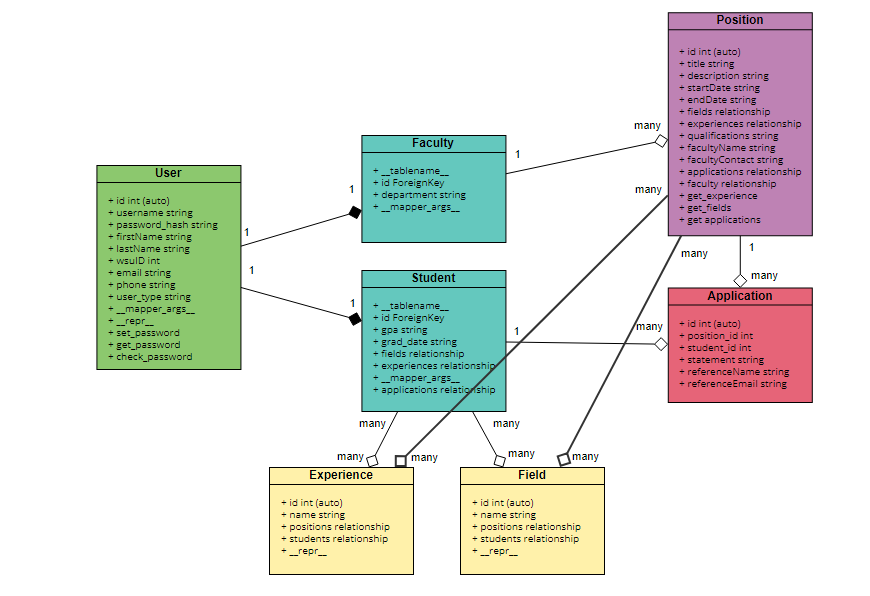 Position
+ id int (auto)
+ title string
+ description string
+ startDate string
+ endDate string
+ fields relationship
+ experiences relationship
+ qualifications string
+ facultyName string
+ facultyContact string
+ applications relationship
+ faculty relationship
+ get_experience
+ get_fields
+ get applications
many
many
many
1
many
Faculty
+ __tablename__
+ id ForeignKey
+ department string
+ __mapper_args__
1
1
User
+ id int (auto)
+ username string
+ password_hash string
+ firstName string
+ lastName string
+ wsuID int
+ email string
+ phone string
+ user_type string
+ __mapper_args__
+ __repr__
+ set_password
+ get_password
+ check_password
1
1
1
Student
+ __tablename__
+ id ForeignKey
+ gpa string
+ grad_date string
+ fields relationship
+ experiences relationship
+ __mapper_args__
+ applications relationship
1
many
Application
+ id int (auto)
+ position_id int
+ student_id int
+ statement string
+ referenceName string
+ referenceEmail string
many
many
many
many
many
many
Experience
+ id int (auto)
+ name string
+ positions relationship
+ students relationship
+ __repr__
Field
+ id int (auto)
+ name string
+ positions relationship
+ students relationship
+ __repr__